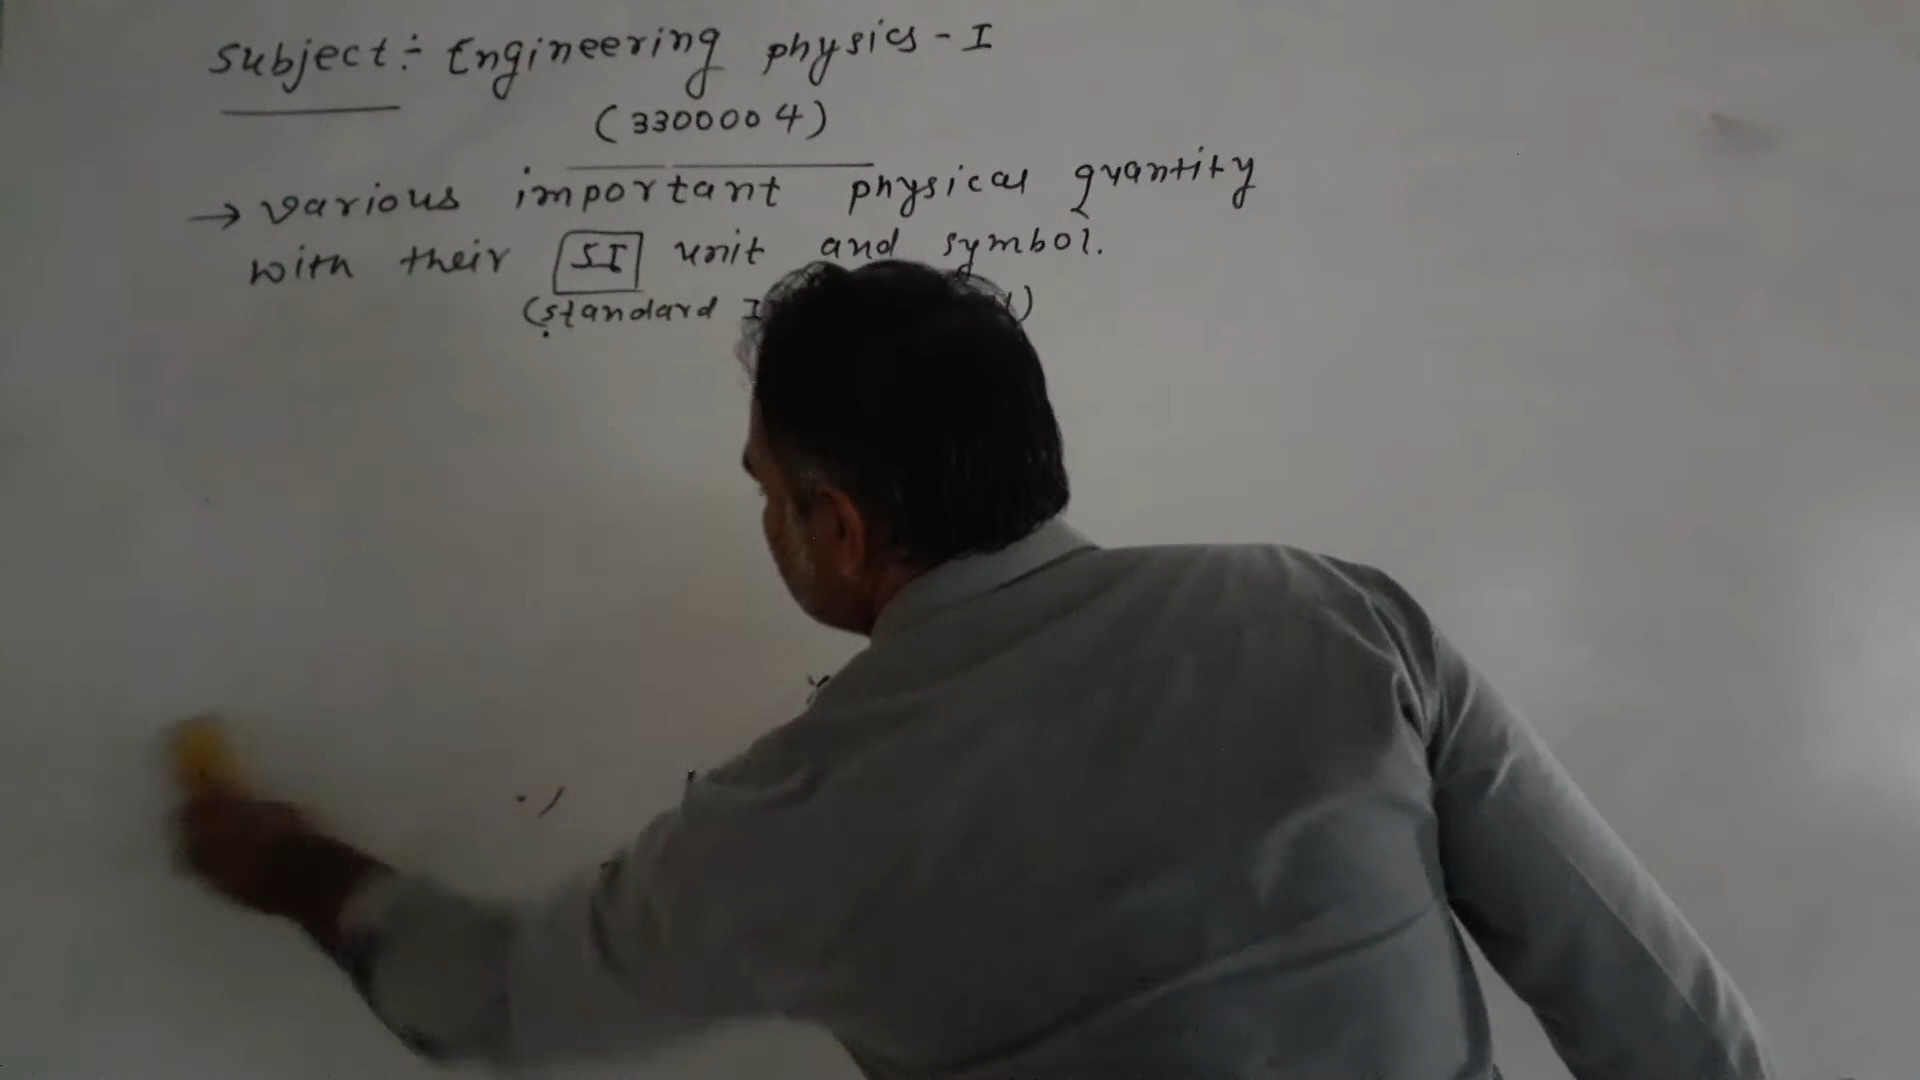 Subject:- Engineering physics-I
(3300004)
→ various important physical quantity
with their SI unit and symbol.
(standard